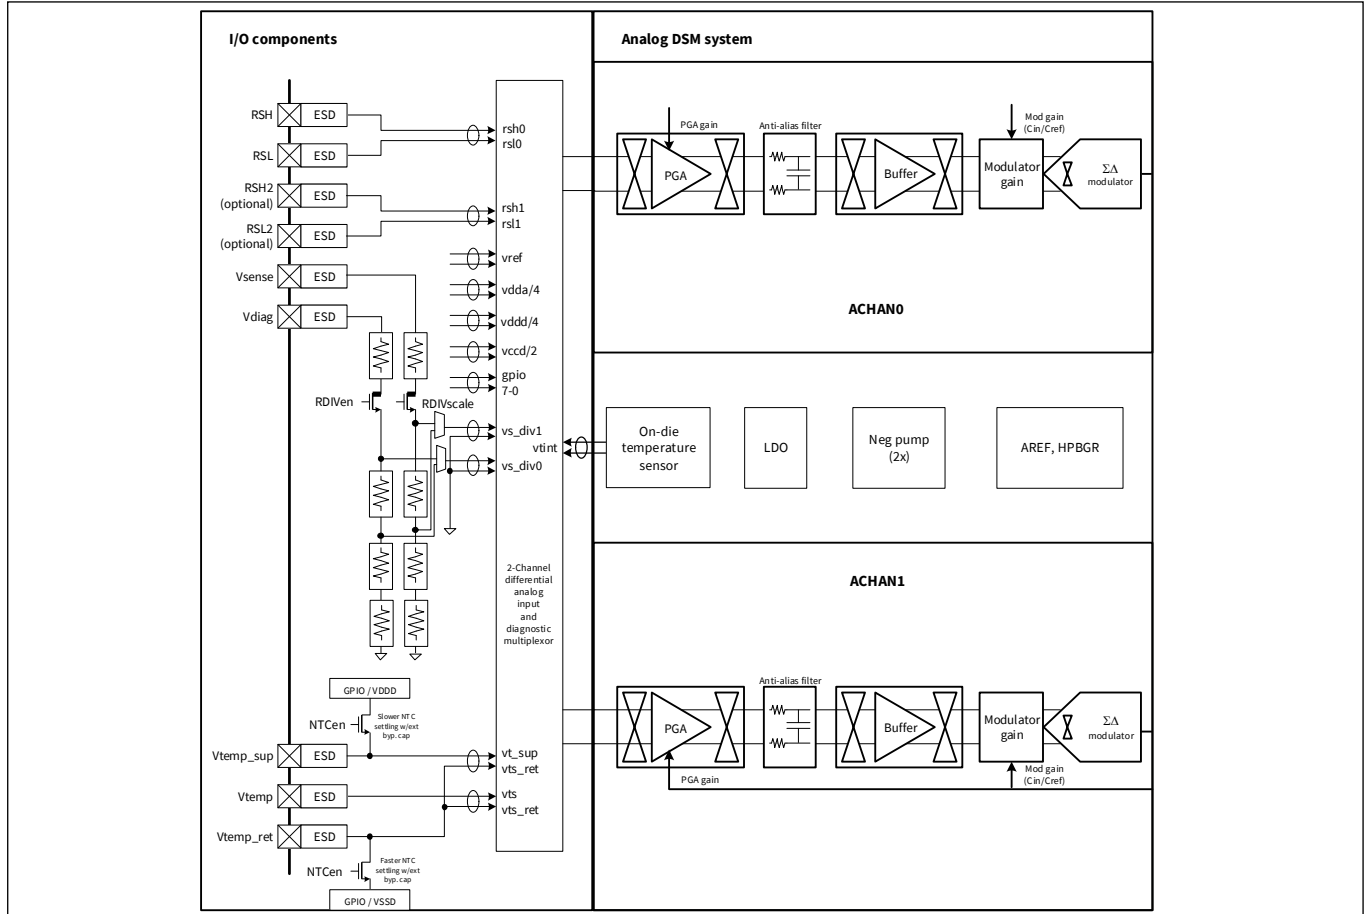 I/O components
Analog DSM system
RSH
ESD
RSL
ESD
RSH2
(optional)
ESD
RSL2
(optional)
ESD
Vsense
ESD
Vdiag
ESD
RDIVen
RDIVscale
rsh0
rsl0
rsh1
rsl1
vref
vdda/4
vddd/4
vccd/2
gpio
7-0
vs_div1
vtint
vs_div0
2-Channel
differential
analog
input
and
diagnostic
multiplexor
GPIO / VDDD
NTCen
Slower NTC
settling w/ext
byp. cap
Vtemp_sup
ESD
vt_sup
vts_ret
Vtemp
ESD
vts
vts_ret
Vtemp_ret
ESD
NTCen
Faster NTC
settling w/ext
byp. cap
GPIO / VSSD
PGA gain
PGA
Anti-alias filter
Buffer
Mod gain
(Cin/Cref)
Modulator
gain
ΣΔ
modulator
ACHAN0
On-die
temperature
sensor
LDO
Neg pump
(2x)
AREF, HPBGR
ACHAN1
PGA
PGA gain
Anti-alias filter
Buffer
Modulator
gain
Mod gain
(Cin/Cref)
ΣΔ
modulator